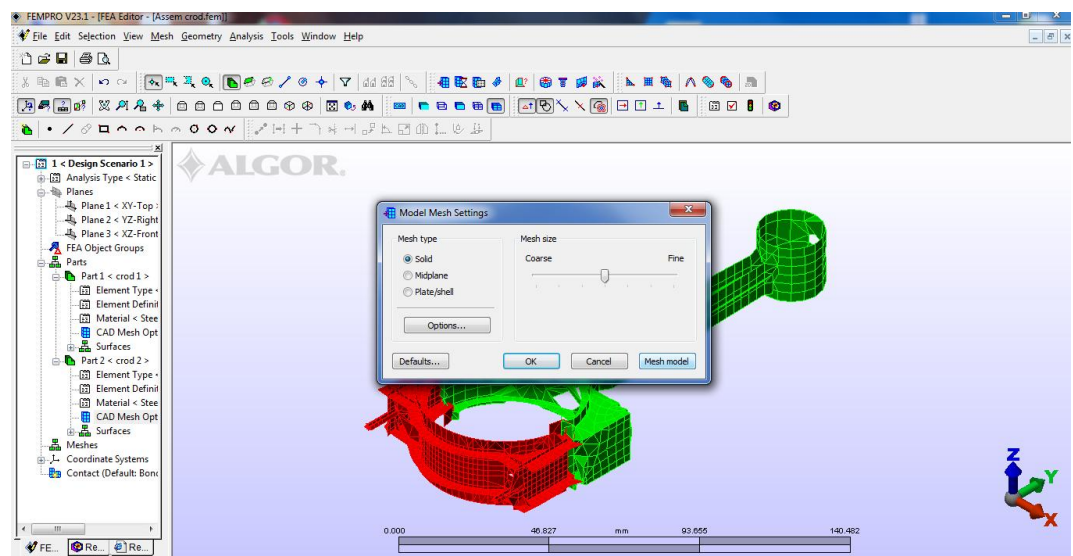 FEMPRO V23.1 - [FEA Editor - [Assem crod.fem]]
File Edit Selection View Mesh Geometry Analysis Tools Window Help
1 < Design Scenario 1 >
Analysis Type < Static
Planes
Plane 1 < XY-Top >
Plane 2 < YZ-Right
Plane 3 < XZ-Front
FEA Object Groups
Parts
Part 1 < crod 1 >
Element Type <
Element Definit
Material < Stee
CAD Mesh Opt
Surfaces
Part 2 < crod 2 >
Element Type <
Element Definit
Material < Stee
CAD Mesh Opt
Surfaces
Meshes
Coordinate Systems
Contact (Default: Bond
FE... Re... Re...
ALGOR.
Model Mesh Settings
Mesh type
Solid
Midplane
Plate/shell
Options...
Mesh size
Coarse Fine
Defaults... OK Cancel Mesh model
Z
Y
X
0.000 46.827 mm 93.655 140.482